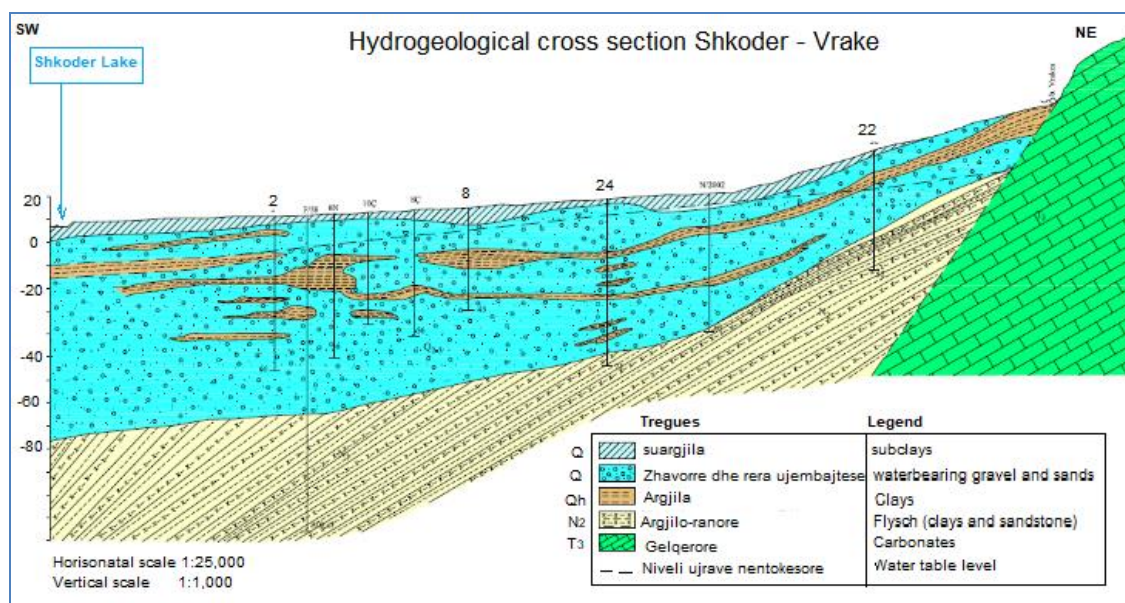 SW
Hydrogeological cross section Shkoder - Vrake
NE
Shkoder Lake
22
24
8
2
N/2002
20
0
-20
-40
-60
-80
Tregues Legend
Q suargjila subclays
Q Zhavorre dhe rera ujembajtese waterbearing gravel and sands
Qh Argjila Clays
N2 Argjilo-ranore Flysch (clays and sandstone)
T3 Gelqerore Carbonates
Niveli ujrave nentokesore Water table level
Horisonatal scale 1:25,000
Vertical scale 1:1,000